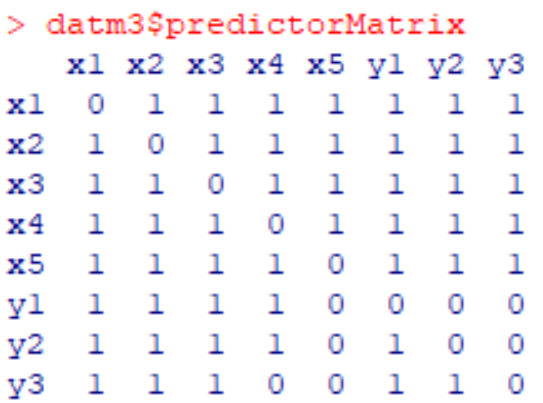 > datm3$predictorMatrix
x1 x2 x3 x4 x5 y1 y2 y3
x1 0 1 1 1 1 1 1 1
x2 1 0 1 1 1 1 1 1
x3 1 1 0 1 1 1 1 1
x4 1 1 1 0 1 1 1 1
x5 1 1 1 1 0 1 1 1
y1 1 1 1 1 0 0 0 0
y2 1 1 1 1 0 1 0 0
y3 1 1 1 0 0 1 1 0